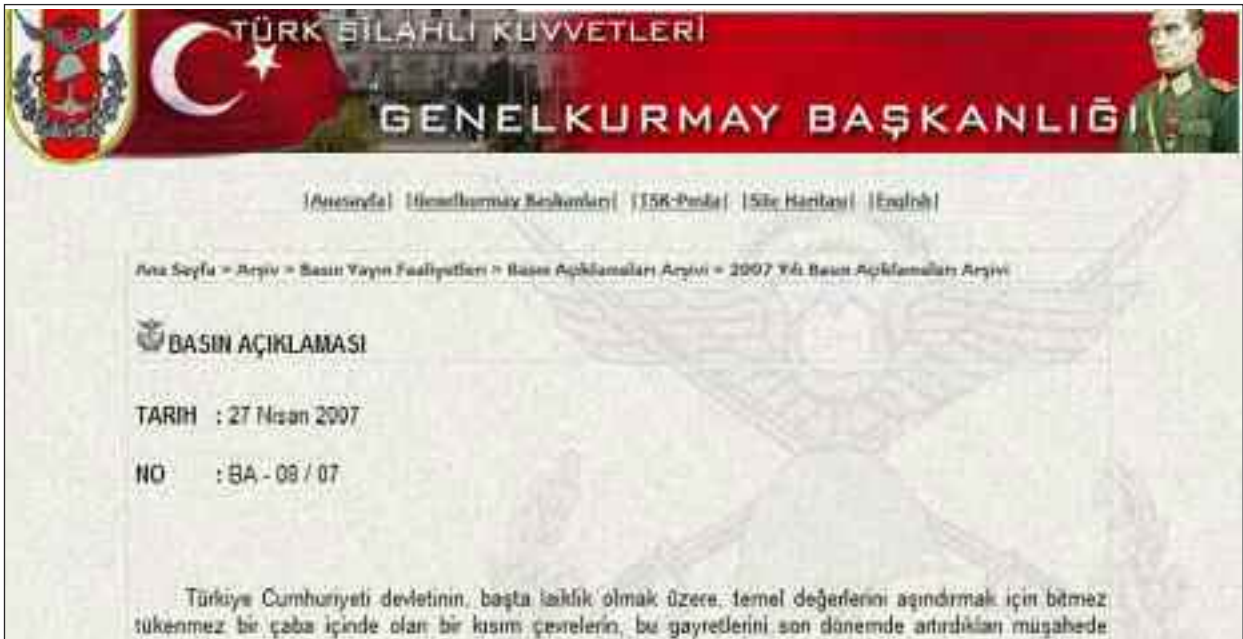 TÜRK SİLAHLI KUVVETLERİ
GENELKURMAY BAŞKANLIĞI
|Anasayfa| |Genelkurmay Başkanları| |TSK-Posta| |Site Haritası| |English|
Ana Sayfa » Arşiv » Basın Yayın Faaliyetleri » Basın Açıklamaları Arşivi » 2007 Yılı Basın Açıklamaları Arşivi
BASIN AÇIKLAMASI
TARIH : 27 Nisan 2007
NO : BA - 08 / 07
Türkiye Cumhuriyeti devletinin, başta laiklik olmak üzere, temel değerlerini aşındırmak için bitmez
tükenmez bir çaba içinde olan bir kısım çevrelerin, bu gayretlerini son dönemde artırdıkları müşahede